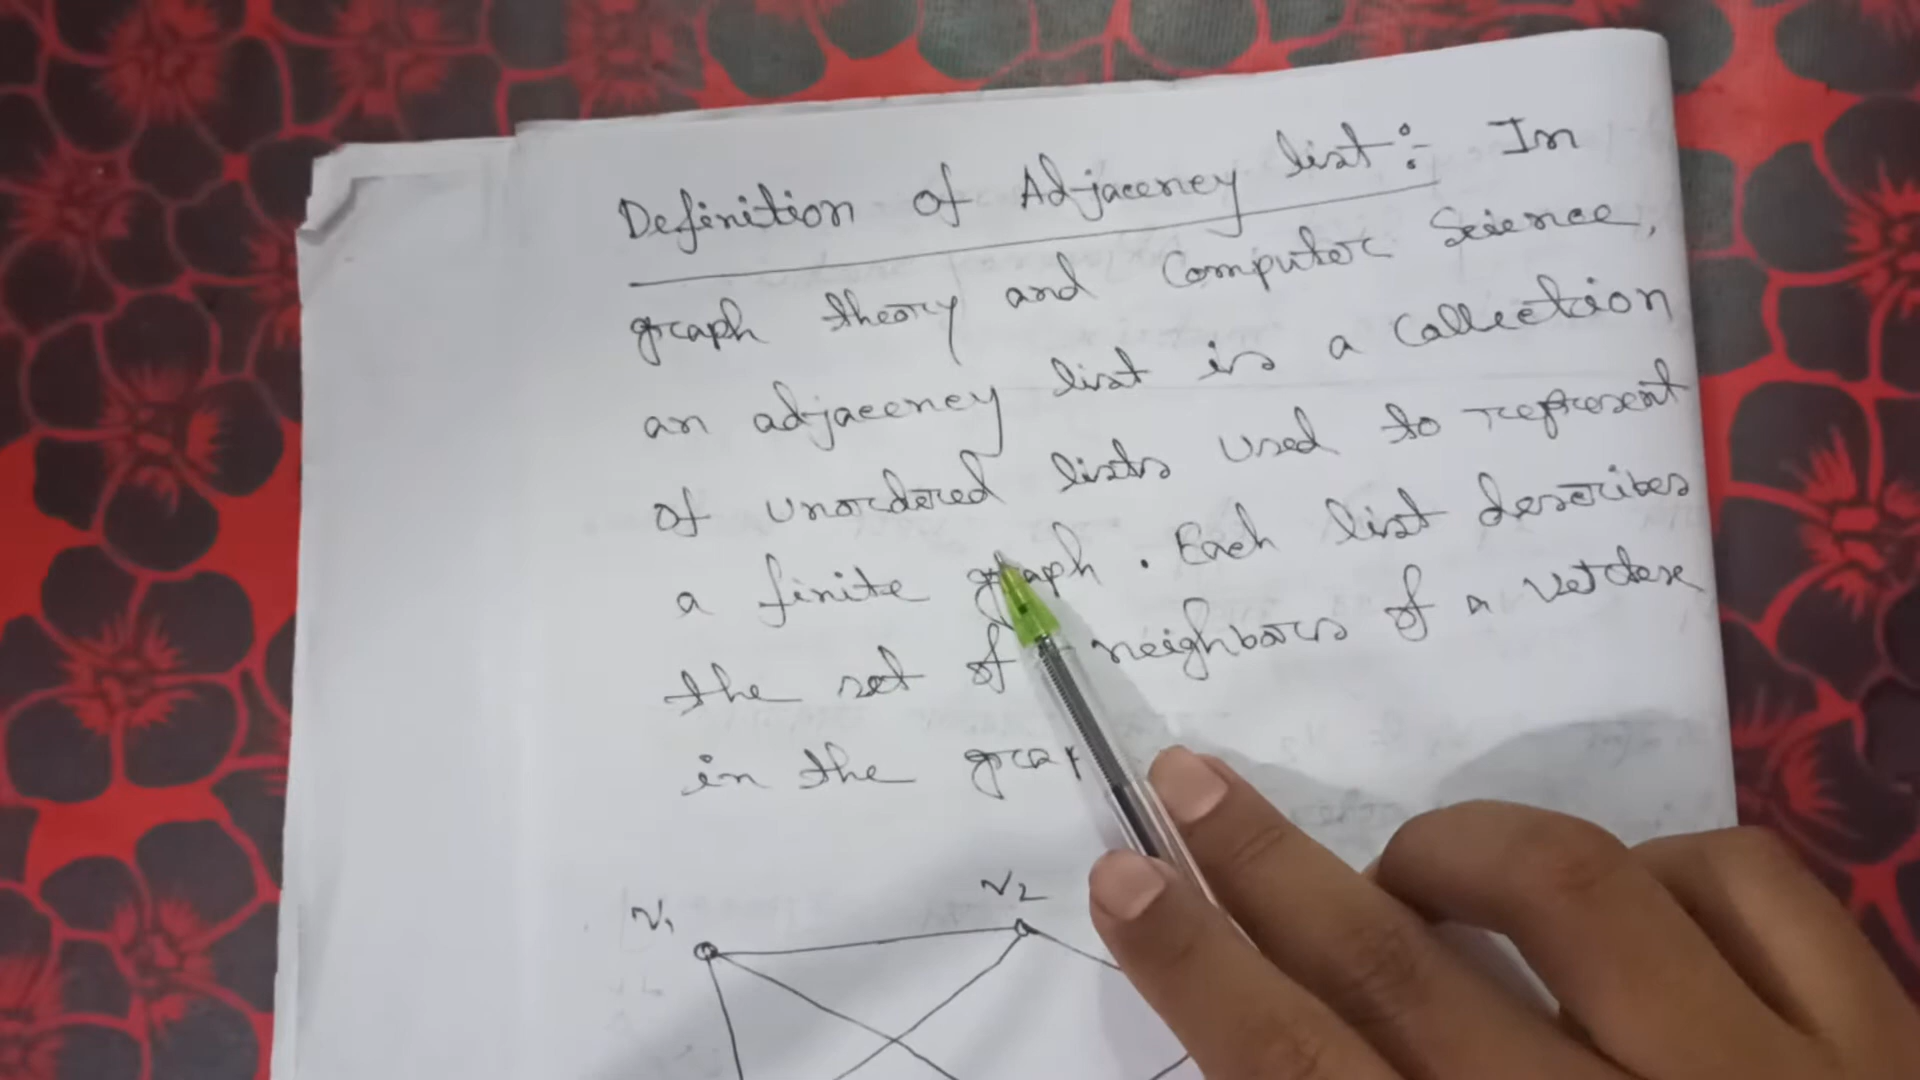 Definition of Adjacency list :- In
graph theory and Computer Science,
an adjacency list is a Collection
of unordered lists used to represent
a finite graph . Each list describes
the set of neighbors of a vertex
in the
V1 V2